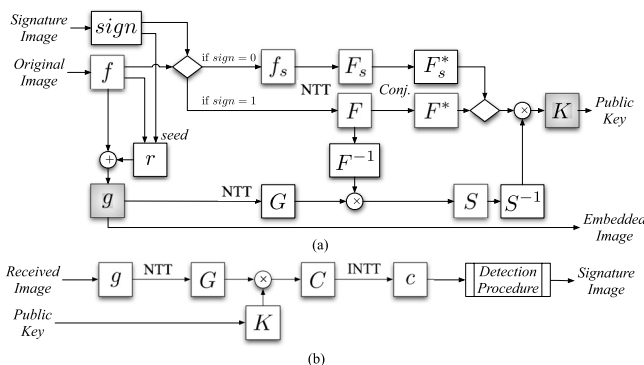 Signature
Image
sign
Original
Image
f
if sign = 0
f_s
F_s
F_s^*
NTT
Conj.
if sign = 1
F
F^*
×
K
Public
Key
seed
+
r
F^{-1}
g
NTT
G
×
S
S^{-1}
Embedded
Image
(a)
Received
Image
g
NTT
G
×
C
INTT
c
Detection
Procedure
Signature
Image
Public
Key
K
(b)